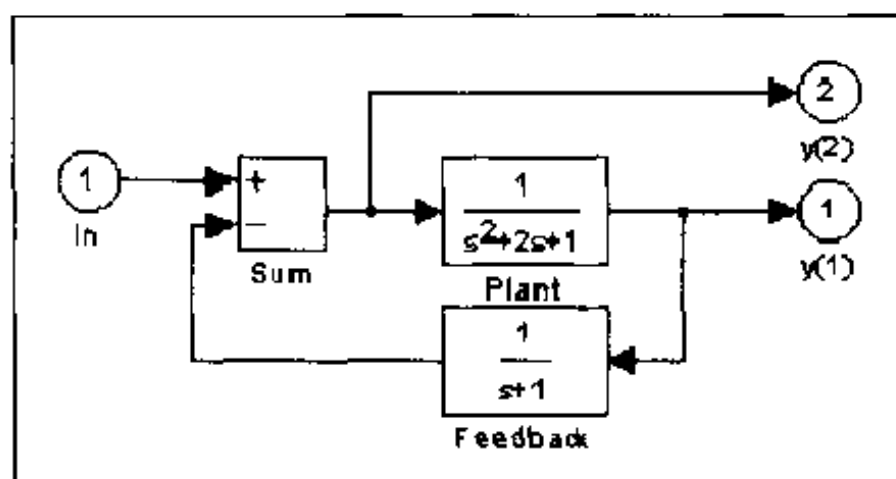 2
y(2)
1
In
+
−
Sum
1
s²+2s+1
Plant
1
y(1)
1
s+1
Feedback